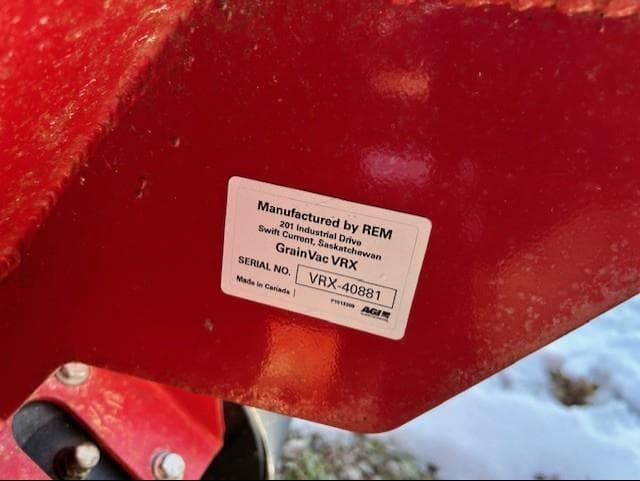 Manufactured by REM
201 Industrial Drive
Swift Current, Saskatchewan
GrainVac VRX
SERIAL NO. VRX-40881
Made in Canada
AGI